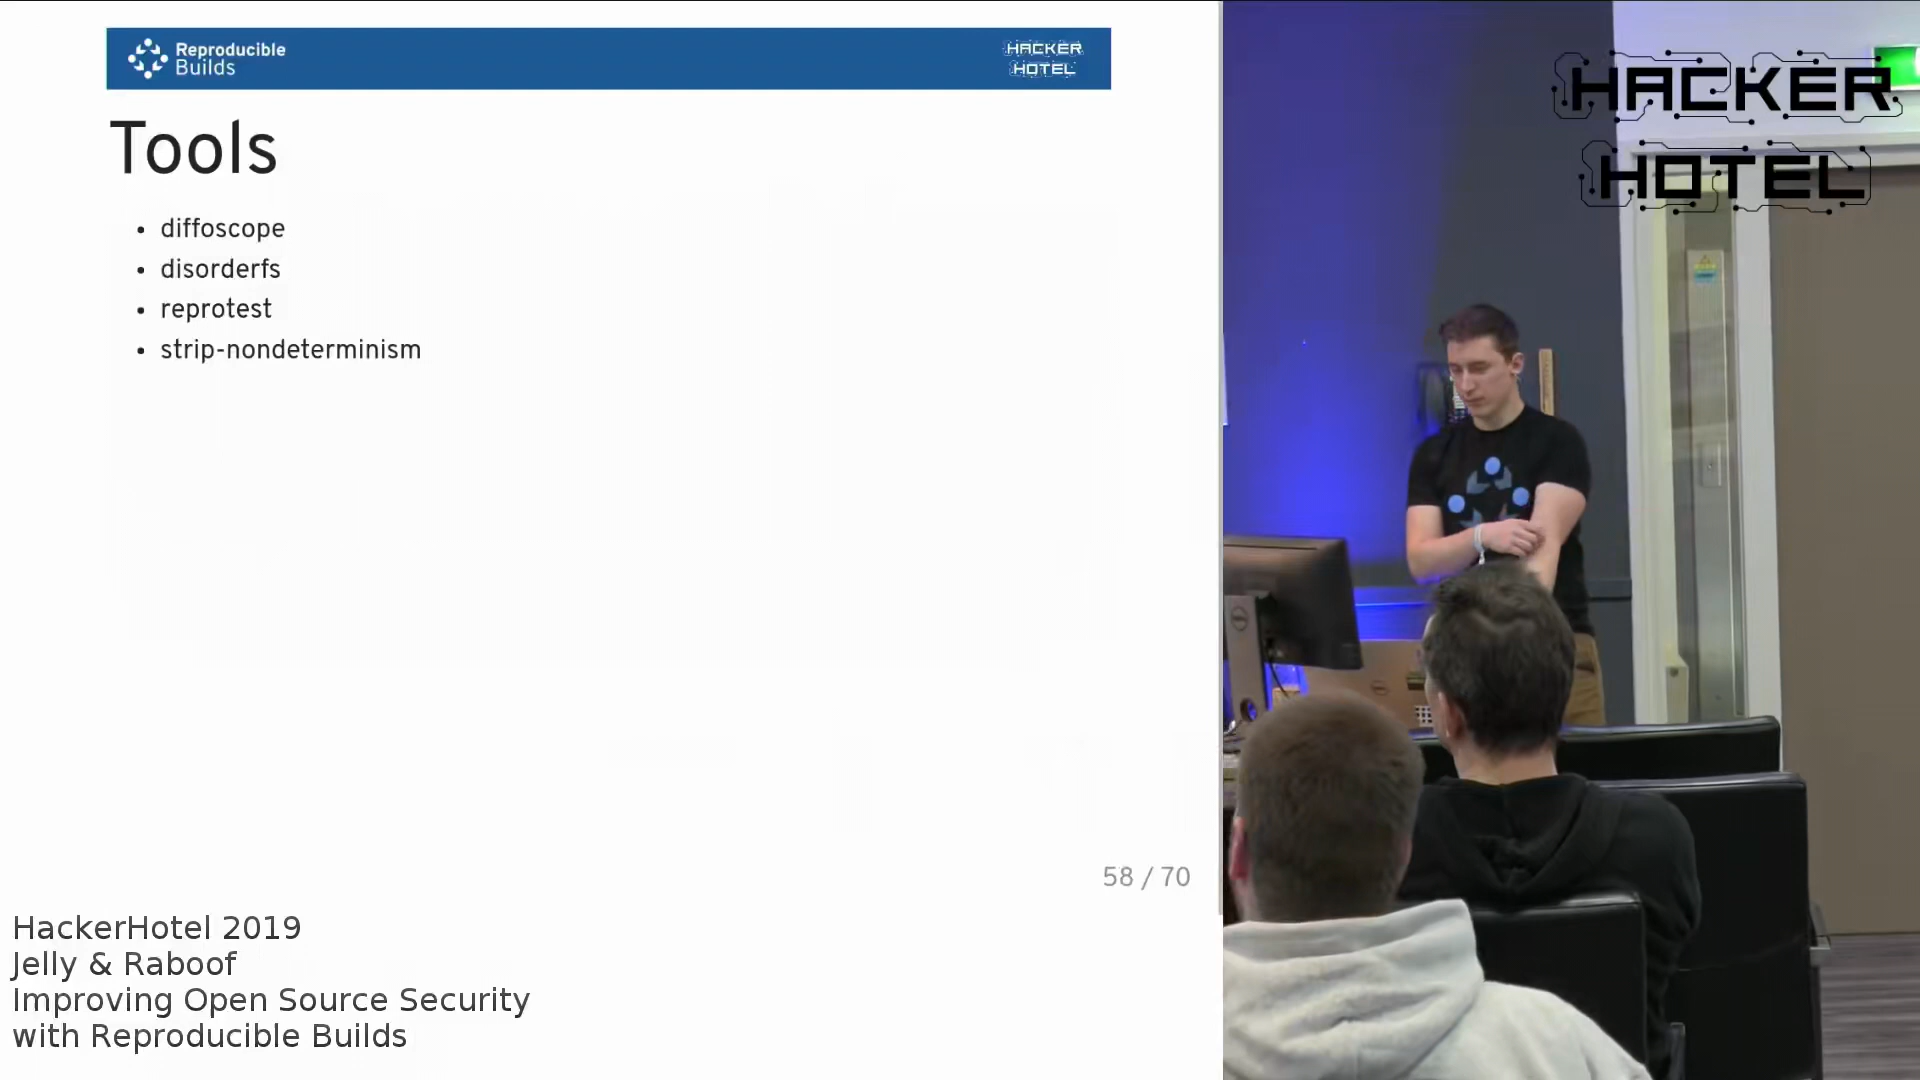 Reproducible
Builds
HACKER
HOTEL
Tools
diffoscope
disorderfs
reprotest
strip-nondeterminism
58 / 70
HackerHotel 2019
Jelly & Raboof
Improving Open Source Security
with Reproducible Builds
HACKER
HOTEL